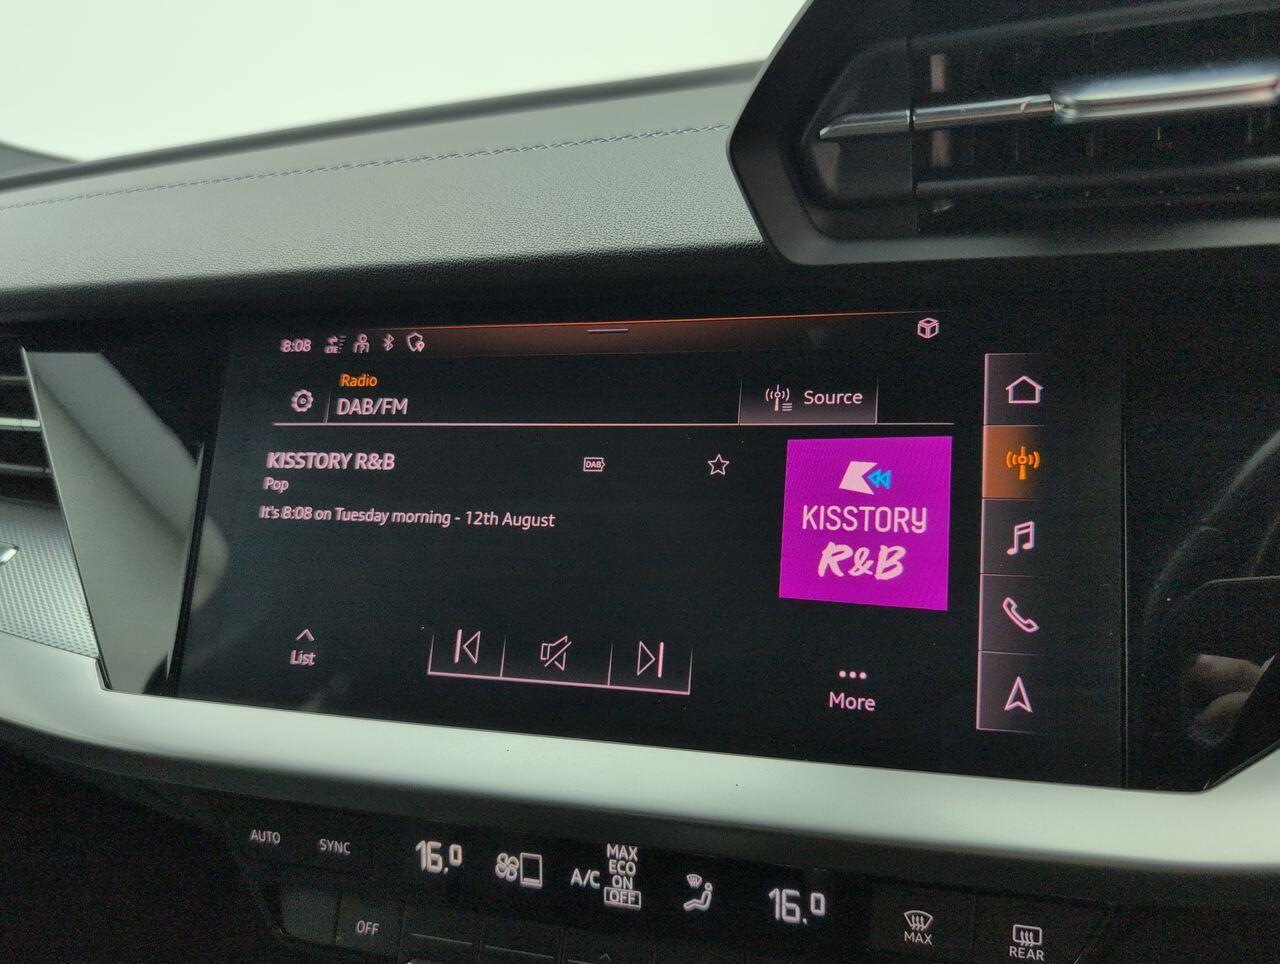 8:08
LTE
Radio
DAB/FM
Source
KISSTORY R&B
DAB
Pop
It's 8:08 on Tuesday morning - 12th August
KISSTORY
R&B
List
More
AUTO
SYNC
16.0
A/C
MAX
ECO
ON
OFF
16.0
OFF
MAX
REAR